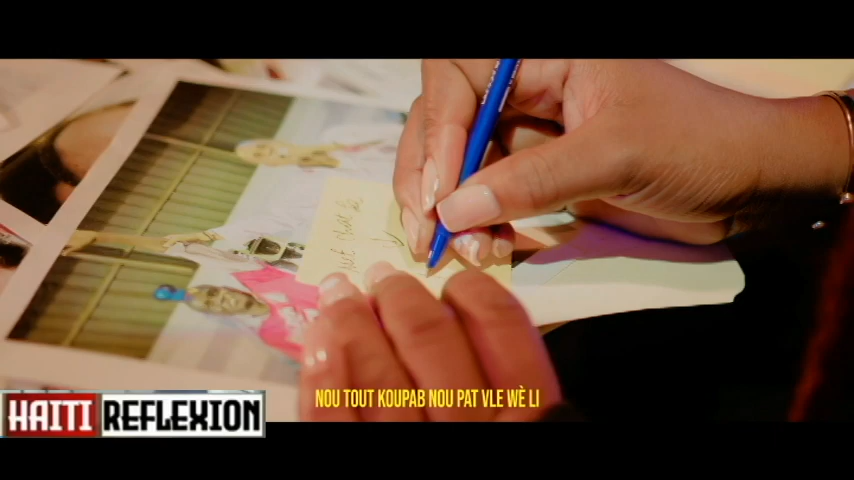 NOU TOUT KOUPAB NOU PAT VLE WÈ LI
HAITI REFLEXION